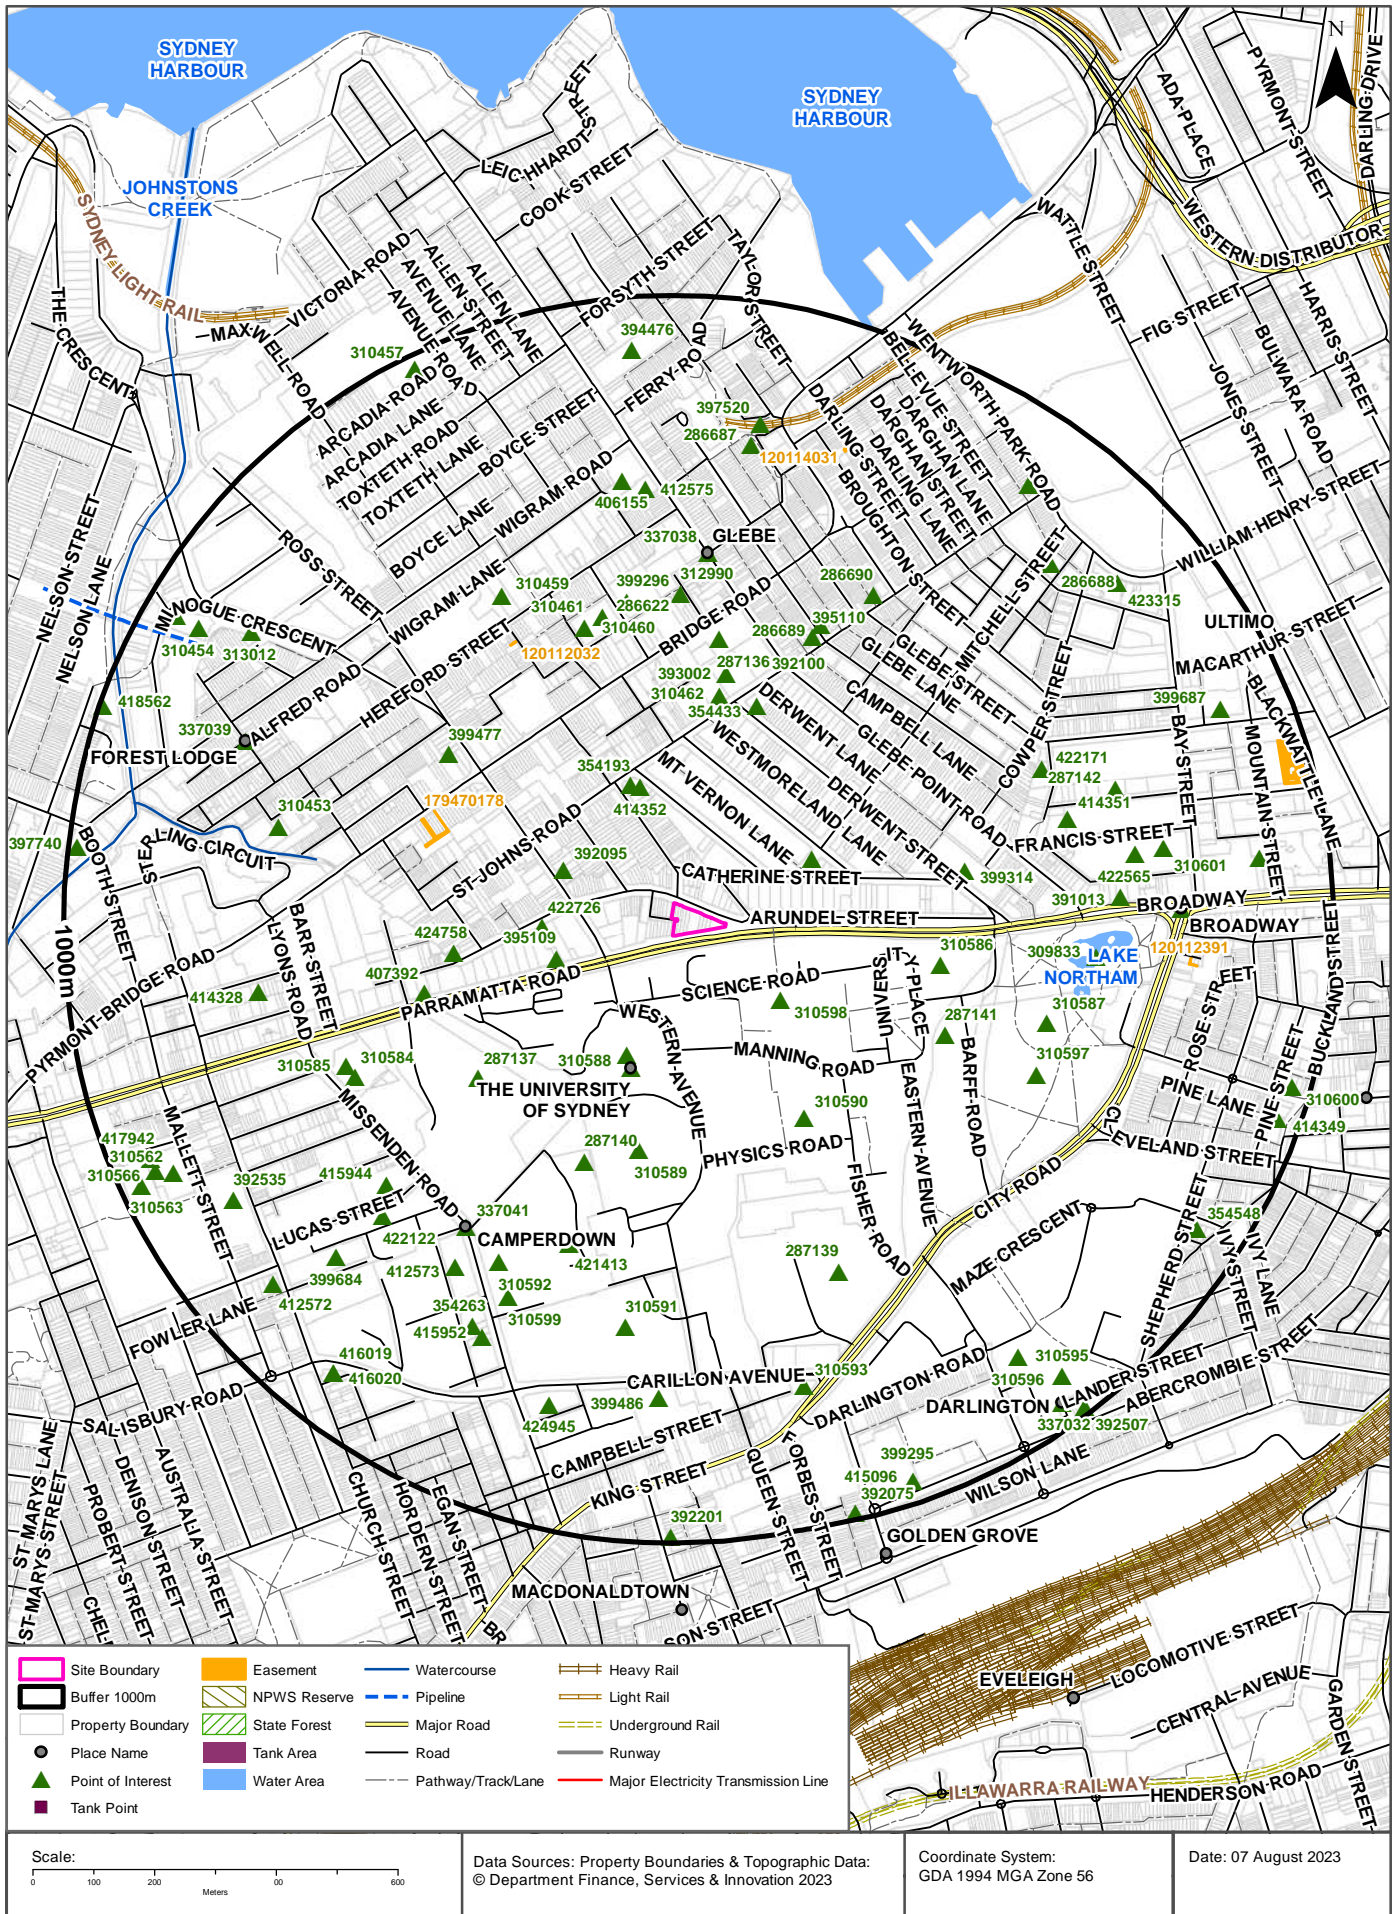 SYDNEY
HARBOUR
SYDNEY
HARBOUR
N
ADA PLACE
PYRMONT STREET
DARLING DRIVE
LEICHHARDT STREET
COOK STREET
JOHNSTONS
CREEK
SYDNEY LIGHT RAIL
WATTLE STREET
WESTERN DISTRIBUTOR
THE CRESCENT
MAXWELL ROAD
VICTORIA ROAD
ALLEN STREET
ALLEN LANE
AVENUE LANE
AVENUE ROAD
FORSYTH STREET
TAYLOR STREET
FIG STREET
HARRIS STREET
BULWARA ROAD
JONES STREET
310457
394476
FERRY ROAD
BELLEVUE STREET
WENTWORTH PARK ROAD
ARCADIA ROAD
ARCADIA LANE
TOXTETH ROAD
TOXTETH LANE
BOYCE STREET
BOYCE LANE
WIGRAM ROAD
397520
286687
120114031
DARLING STREET
DARGHAN LANE
DARGHAN STREET
DARLING LANE
BROUGHTON STREET
WILLIAM HENRY STREET
NELSON STREET
NELSON LANE
ROSS STREET
406155
412575
337038
GLEBE
312990
MITCHELL STREET
286688
423315
ULTIMO
MACARTHUR STREET
MINOGUE CRESCENT
WIGRAM LANE
310459
310461
399296
286622
310460
BRIDGE ROAD
286690
395110
286689
310454
313012
HEREFORD STREET
120112032
287136
392100
393002
310462
354433
GLEBE STREET
GLEBE LANE
COWPER STREET
418562
ALFRED ROAD
337039
FOREST LODGE
399477
354193
414352
DERWENT LANE
CAMPBELL LANE
GLEBE POINT ROAD
DERWENT STREET
WESTMORELAND LANE
MT VERNON LANE
399687
BLACKWATTLE LANE
BAY STREET
MOUNTAIN STREET
422171
287142
414351
310453
179470178
STERLING CIRCUIT
397740
BOOTH STREET
ST JOHNS ROAD
392095
CATHERINE STREET
399314
FRANCIS STREET
422565
310601
391013
BROADWAY
BROADWAY
1000m
BARR STREET
LYONS ROAD
422726
424758
395109
ARUNDEL STREET
310586
309833
LAKE
NORTHAM
120112391
PYRMONT BRIDGE ROAD
414328
407392
PARRAMATTA ROAD
SCIENCE ROAD
UNIVERSITY PLACE
310598
310587
BUCKLAND STREET
ROSE STREET
WESTERN AVENUE
310585
310584
287137
310588
MANNING ROAD
287141
310597
THE UNIVERSITY
OF SYDNEY
EASTERN AVENUE
BARFF ROAD
PINE STREET
PINE LANE
310600
414349
MISSENDEN ROAD
310590
MALLETT STREET
417942
310562
310566
310563
392535
415944
287140
310589
PHYSICS ROAD
FISHER ROAD
CLEVELAND STREET
CITY ROAD
LUCAS STREET
337041
CAMPERDOWN
MAZE CRESCENT
SHEPHERD STREET
354548
IVY LANE
IVY STREET
422122
421413
287139
399684
412573
310592
412572
354263
310599
310591
415952
FOWLER LANE
416019
416020
CARILLON AVENUE
310593
DARLINGTON ROAD
310595
310596
LANDER STREET
ABERCROMBIE STREET
SALISBURY ROAD
424945
399486
CAMPBELL STREET
DARLINGTON
337032
392507
ST MARYS LANE
ST MARYS STREET
PROBERT STREET
DENISON STREET
AUSTRALIA STREET
CHURCH STREET
HORDERN STREET
EGAN STREET
KING STREET
QUEEN STREET
FORBES STREET
399295
415096
392075
WILSON LANE
392201
GOLDEN GROVE
MACDONALDTOWN
CHEL
BR
SON STREET
EVELEIGH
LOCOMOTIVE STREET
CENTRAL AVENUE
GARDEN STREET
ILLAWARRA RAILWAY
HENDERSON ROAD
Site Boundary
Buffer 1000m
Property Boundary
Place Name
Point of Interest
Tank Point
Easement
NPWS Reserve
State Forest
Tank Area
Water Area
Watercourse
Pipeline
Major Road
Road
Pathway/Track/Lane
Heavy Rail
Light Rail
Underground Rail
Runway
Major Electricity Transmission Line
Scale:
0 100 200 00 600
Meters
Data Sources: Property Boundaries & Topographic Data:
© Department Finance, Services & Innovation 2023
Coordinate System:
GDA 1994 MGA Zone 56
Date: 07 August 2023